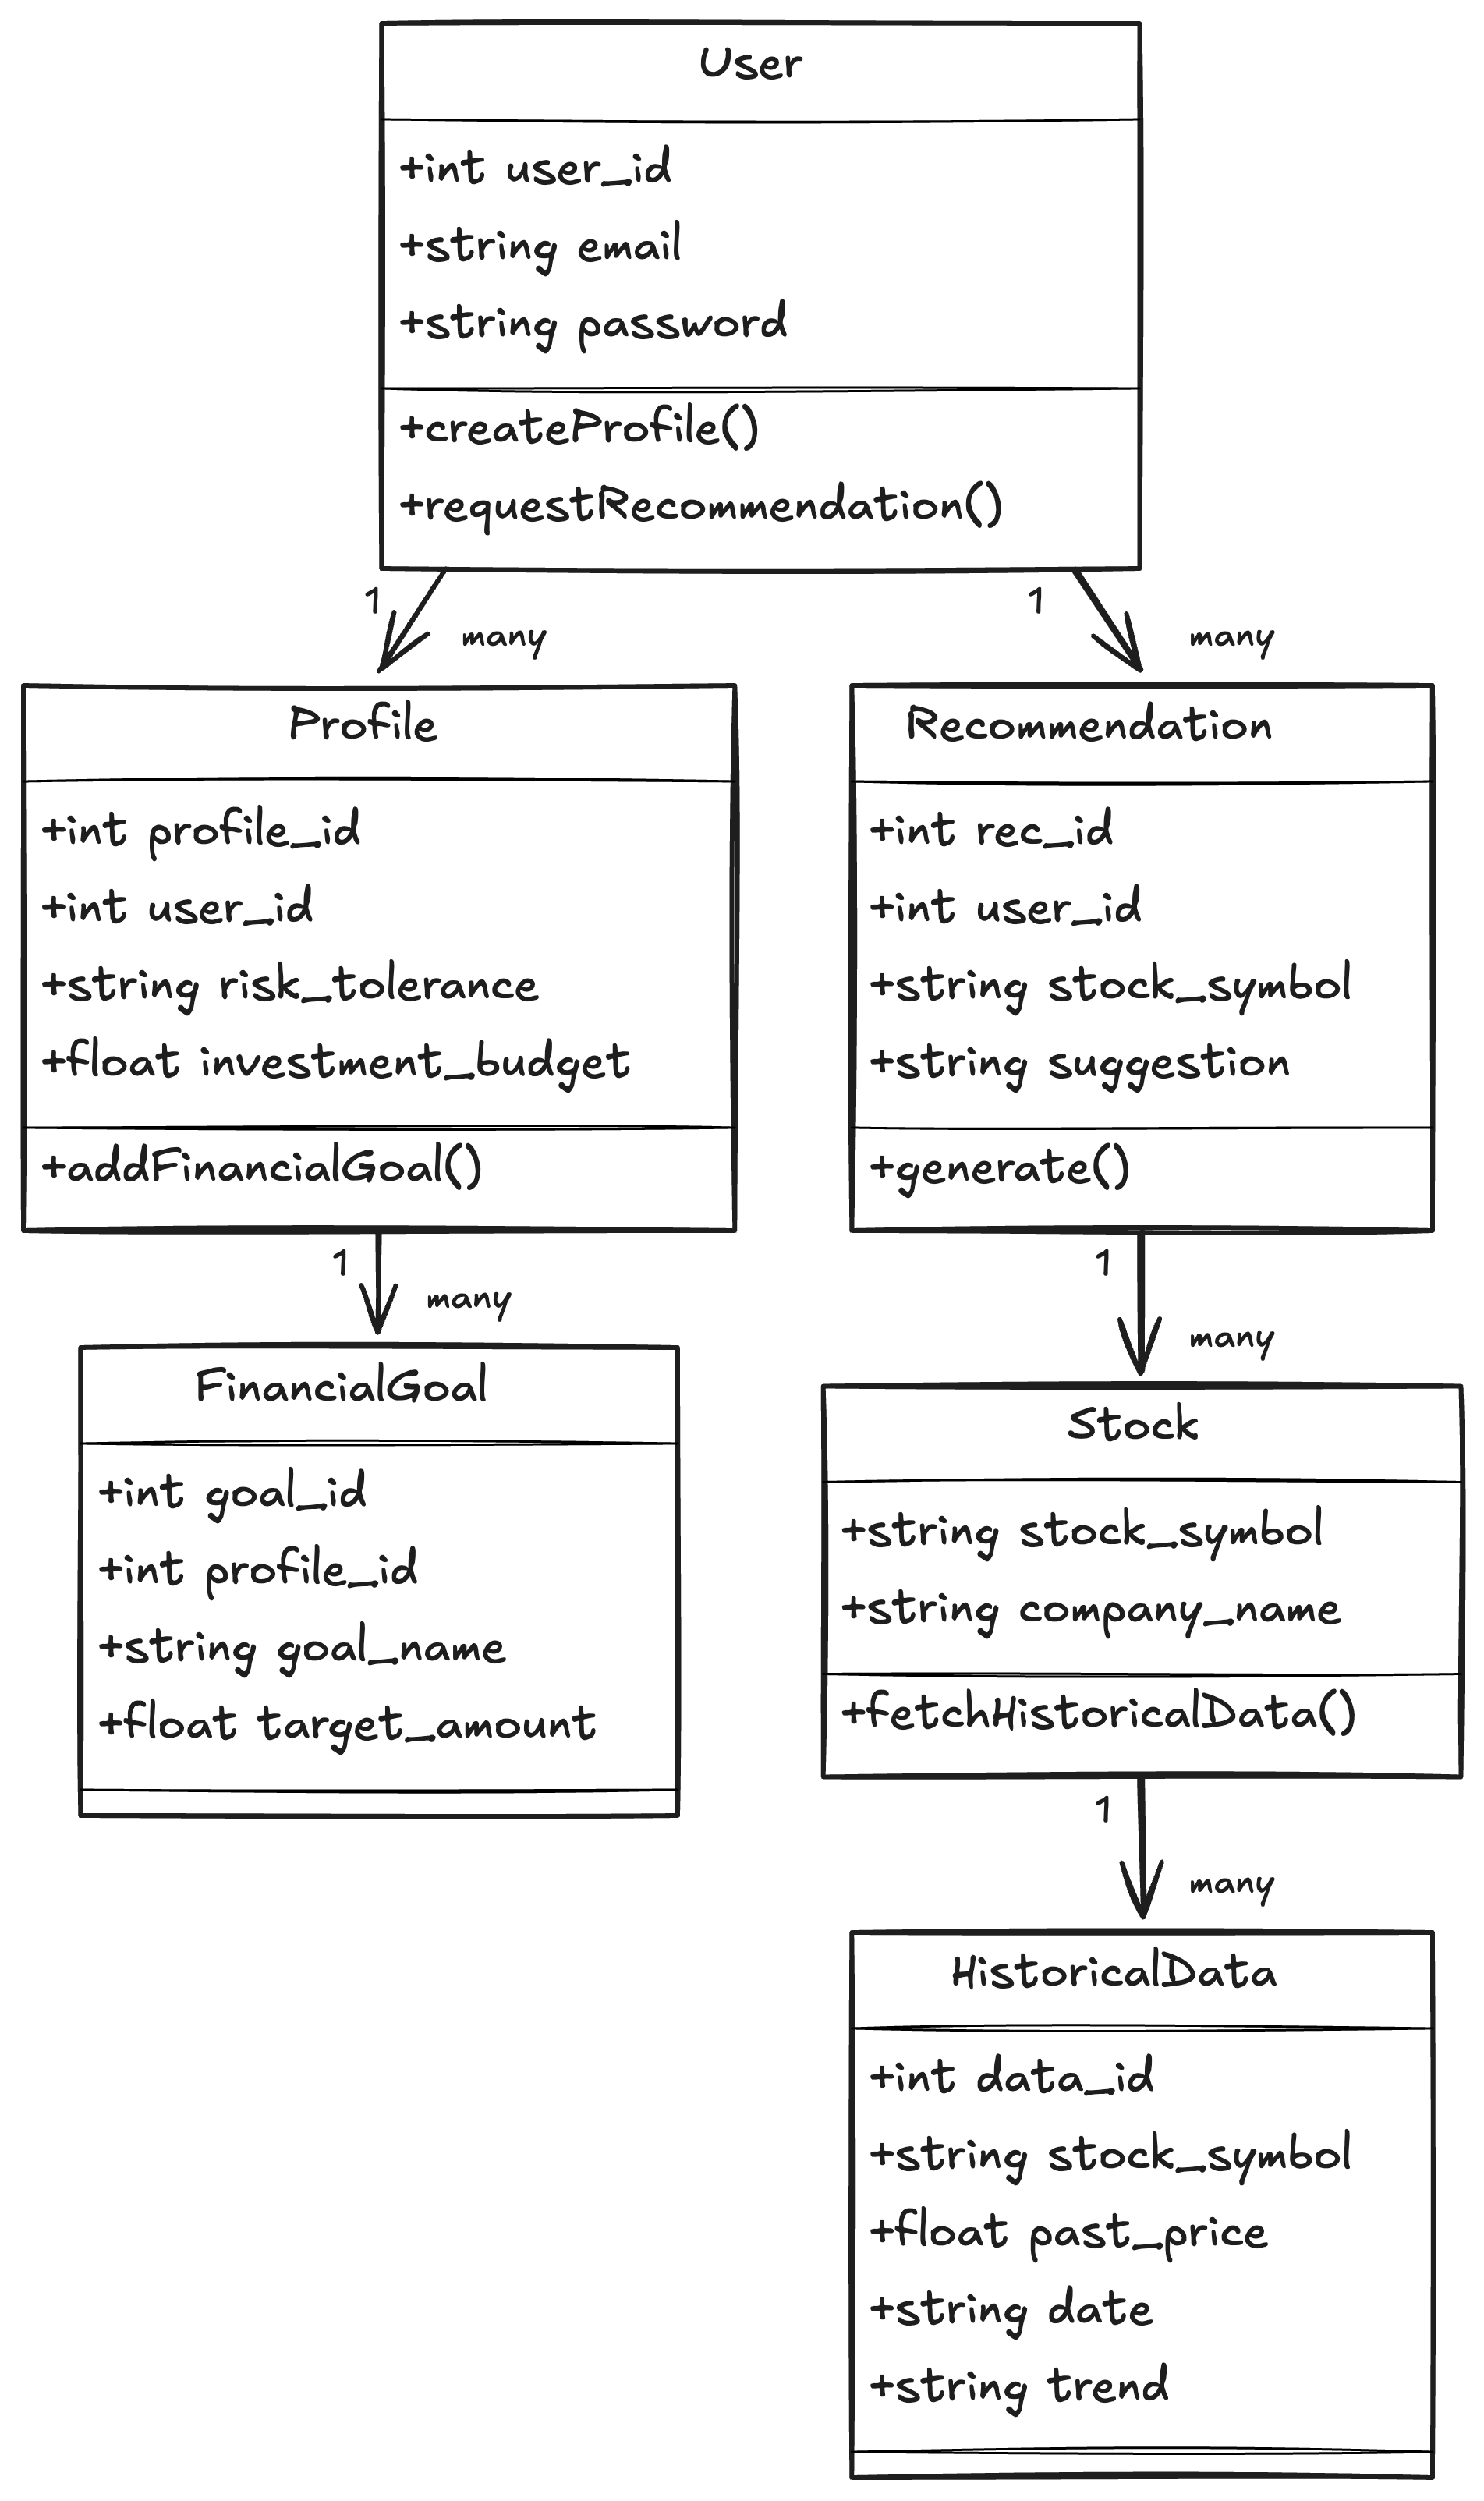 User
+int user_id
+string email
+string password
+createProfile()
+requestRecommendation()
1
many
1
many
Profile
+int profile_id
+int user_id
+string risk_tolerance
+float investment_budget
+addFinancialGoal()
Recommendation
+int rec_id
+int user_id
+string stock_symbol
+string suggestion
+generate()
1
many
1
many
FinancialGoal
+int goal_id
+int profile_id
+string goal_name
+float target_amount
Stock
+string stock_symbol
+string company_name
+fetchHistoricalData()
1
many
HistoricalData
+int data_id
+string stock_symbol
+float past_price
+string date
+string trend